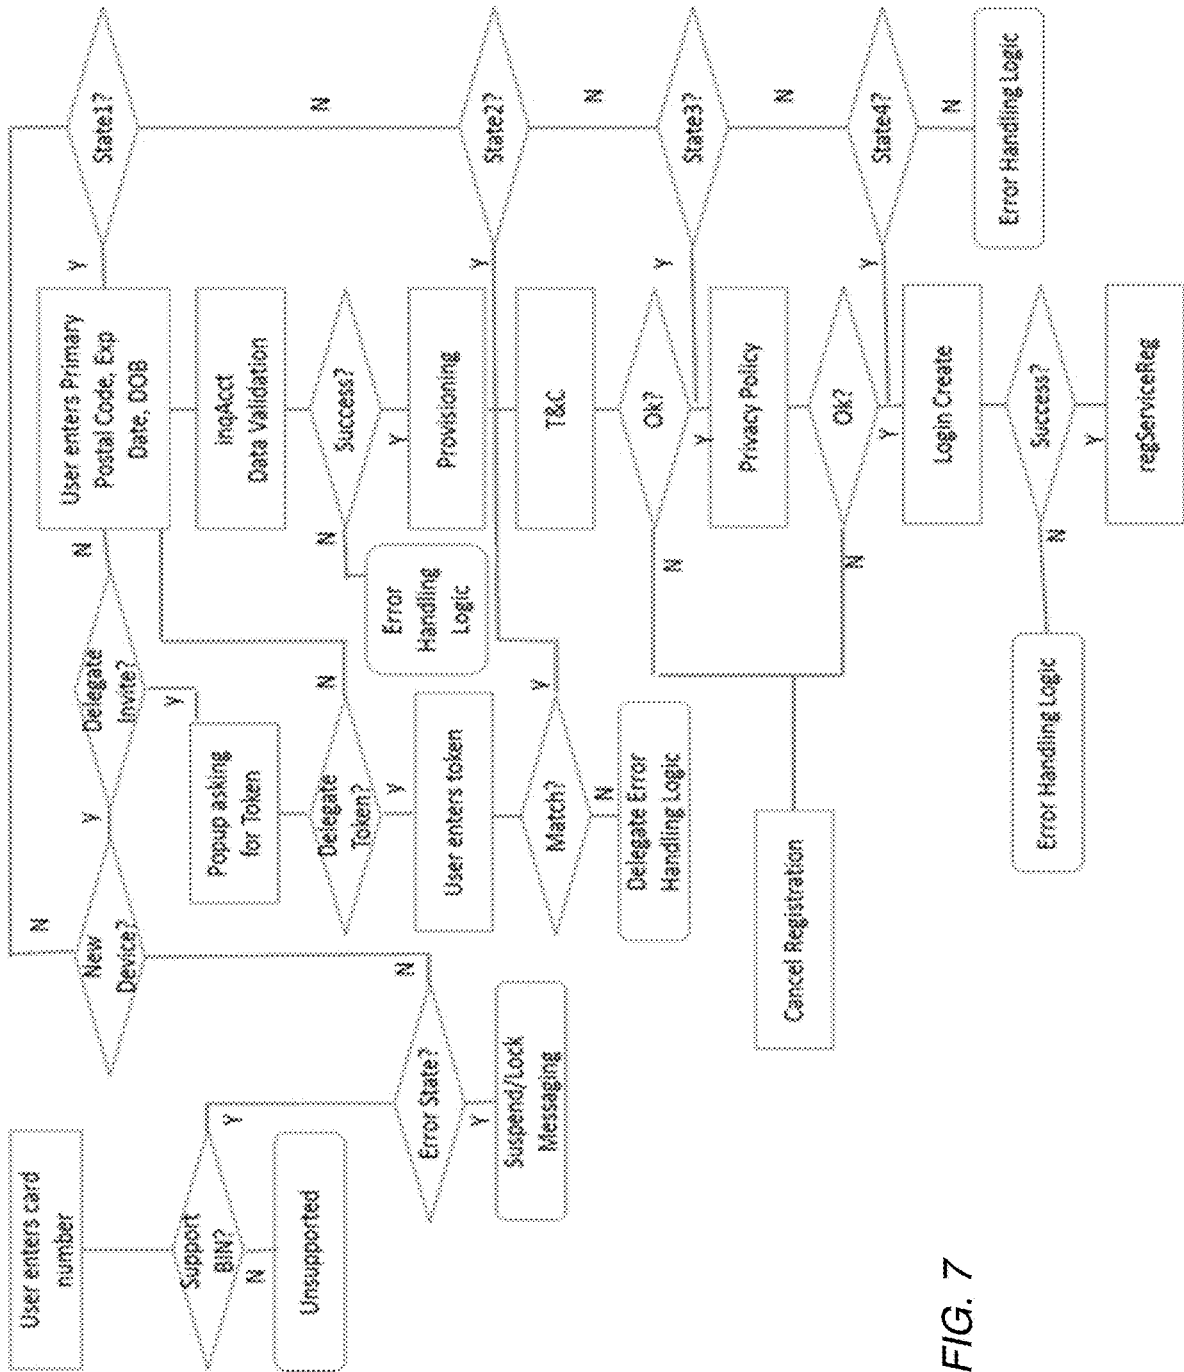 User enters card
number
Support
BIN?
N
Y
Unsupported
Error State?
Y
N
Suspend/Lock
Messaging
New
Device?
N
Y
Delegate
Invite?
Y
N
Popup asking
for Token
Delegate
Token?
Y
N
User enters token
Match?
Y
N
Delegate Error
Handling Logic
User enters Primary
Postal Code, Exp
Date, DOB
inqAcct
Data Validation
Success?
N
Y
Error
Handling
Logic
Provisioning
T&C
Ok?
N
Y
Privacy Policy
Ok?
N
Y
Cancel Registration
Login Create
Success?
N
Y
Error Handling Logic
regServiceReg
State1?
Y
N
State2?
Y
N
State3?
Y
N
State4?
Y
N
Error Handling Logic
FIG. 7